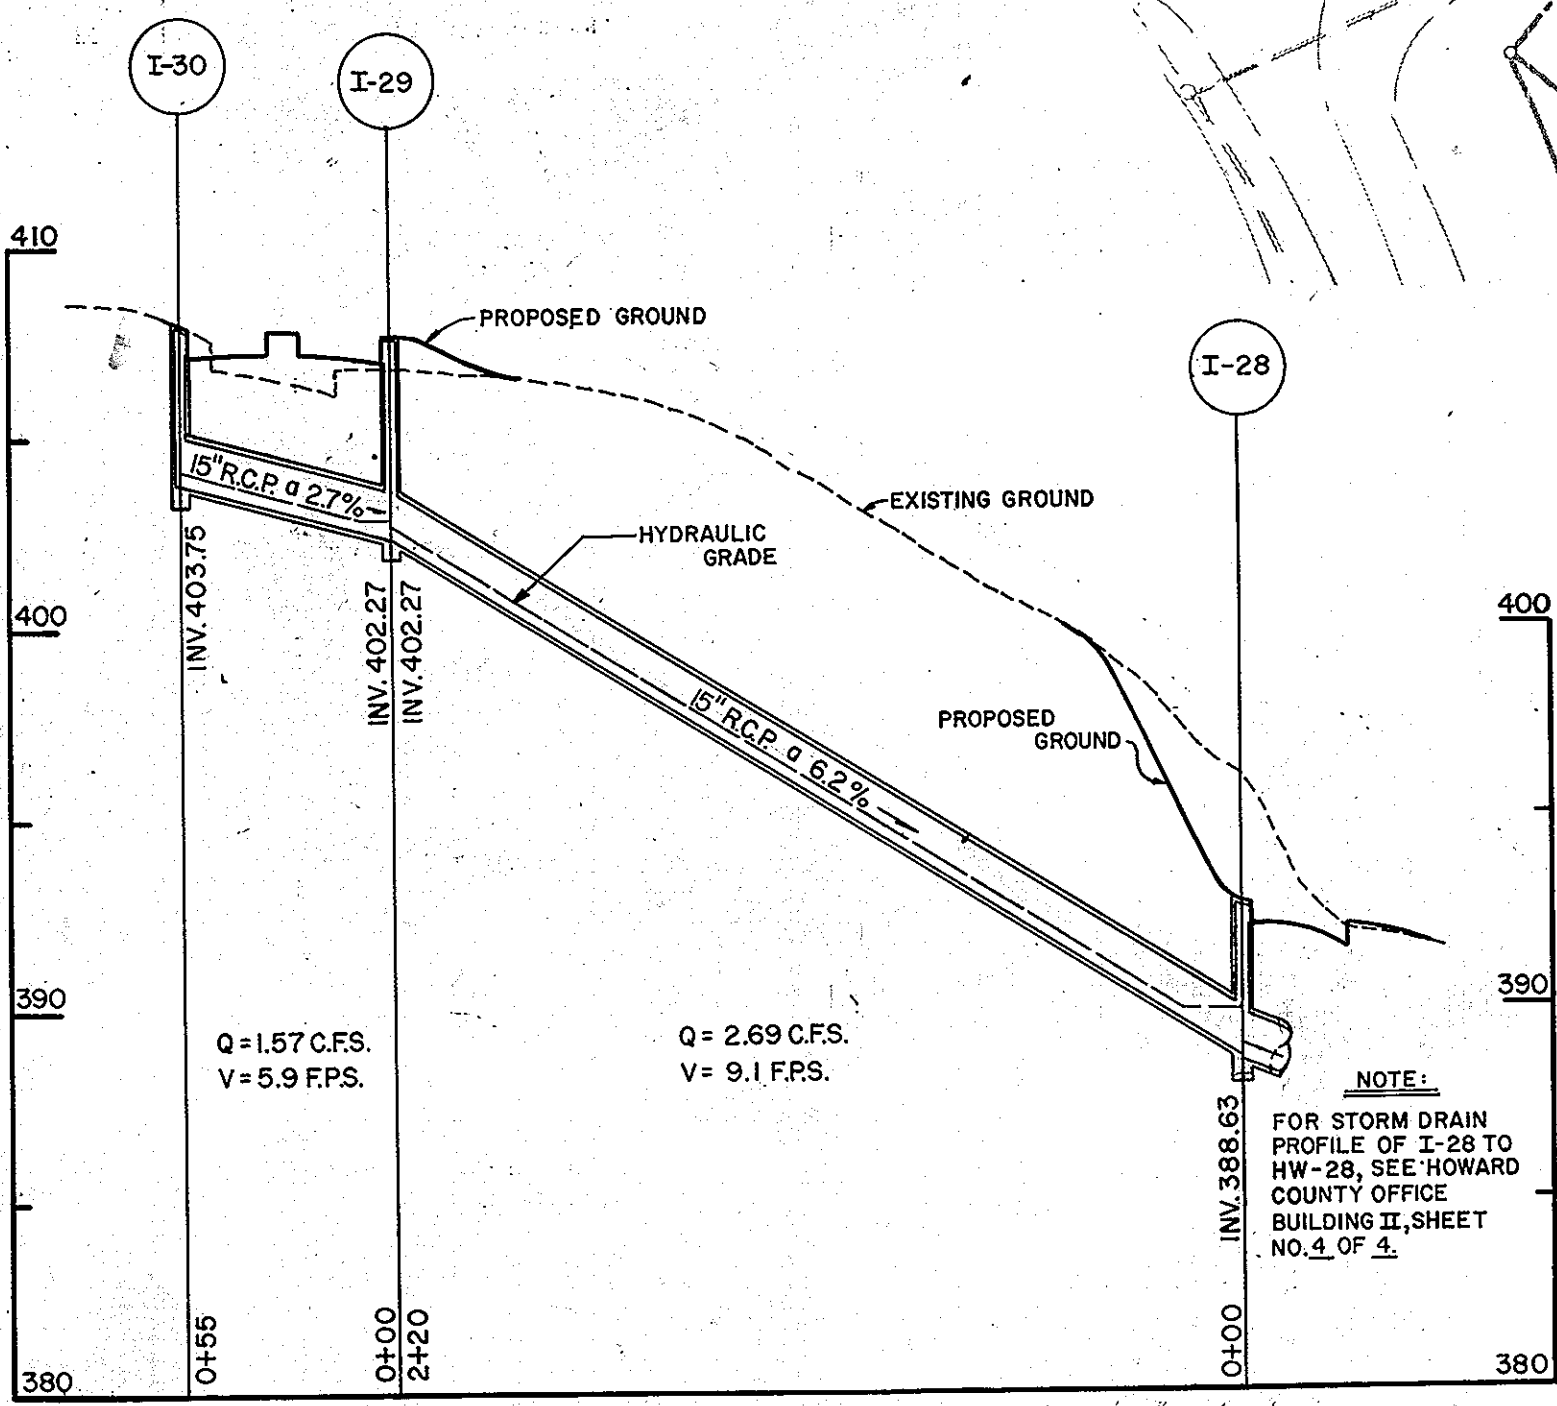 I-30
I-29
410
PROPOSED GROUND
I-28
15" R.C.P. a 2.7%
EXISTING GROUND
HYDRAULIC
GRADE
INV. 403.75
INV. 402.27
INV. 402.27
400
400
15" R.C.P. a 6.2%
PROPOSED
GROUND
390
390
Q = 1.57 C.F.S.
V = 5.9 F.P.S.
Q = 2.69 C.F.S.
V = 9.1 F.P.S.
INV. 388.63
NOTE:
FOR STORM DRAIN
PROFILE OF I-28 TO
HW-28, SEE HOWARD
COUNTY OFFICE
BUILDING II, SHEET
NO. 4 OF 4.
0+55
0+00
2+20
0+00
380
380